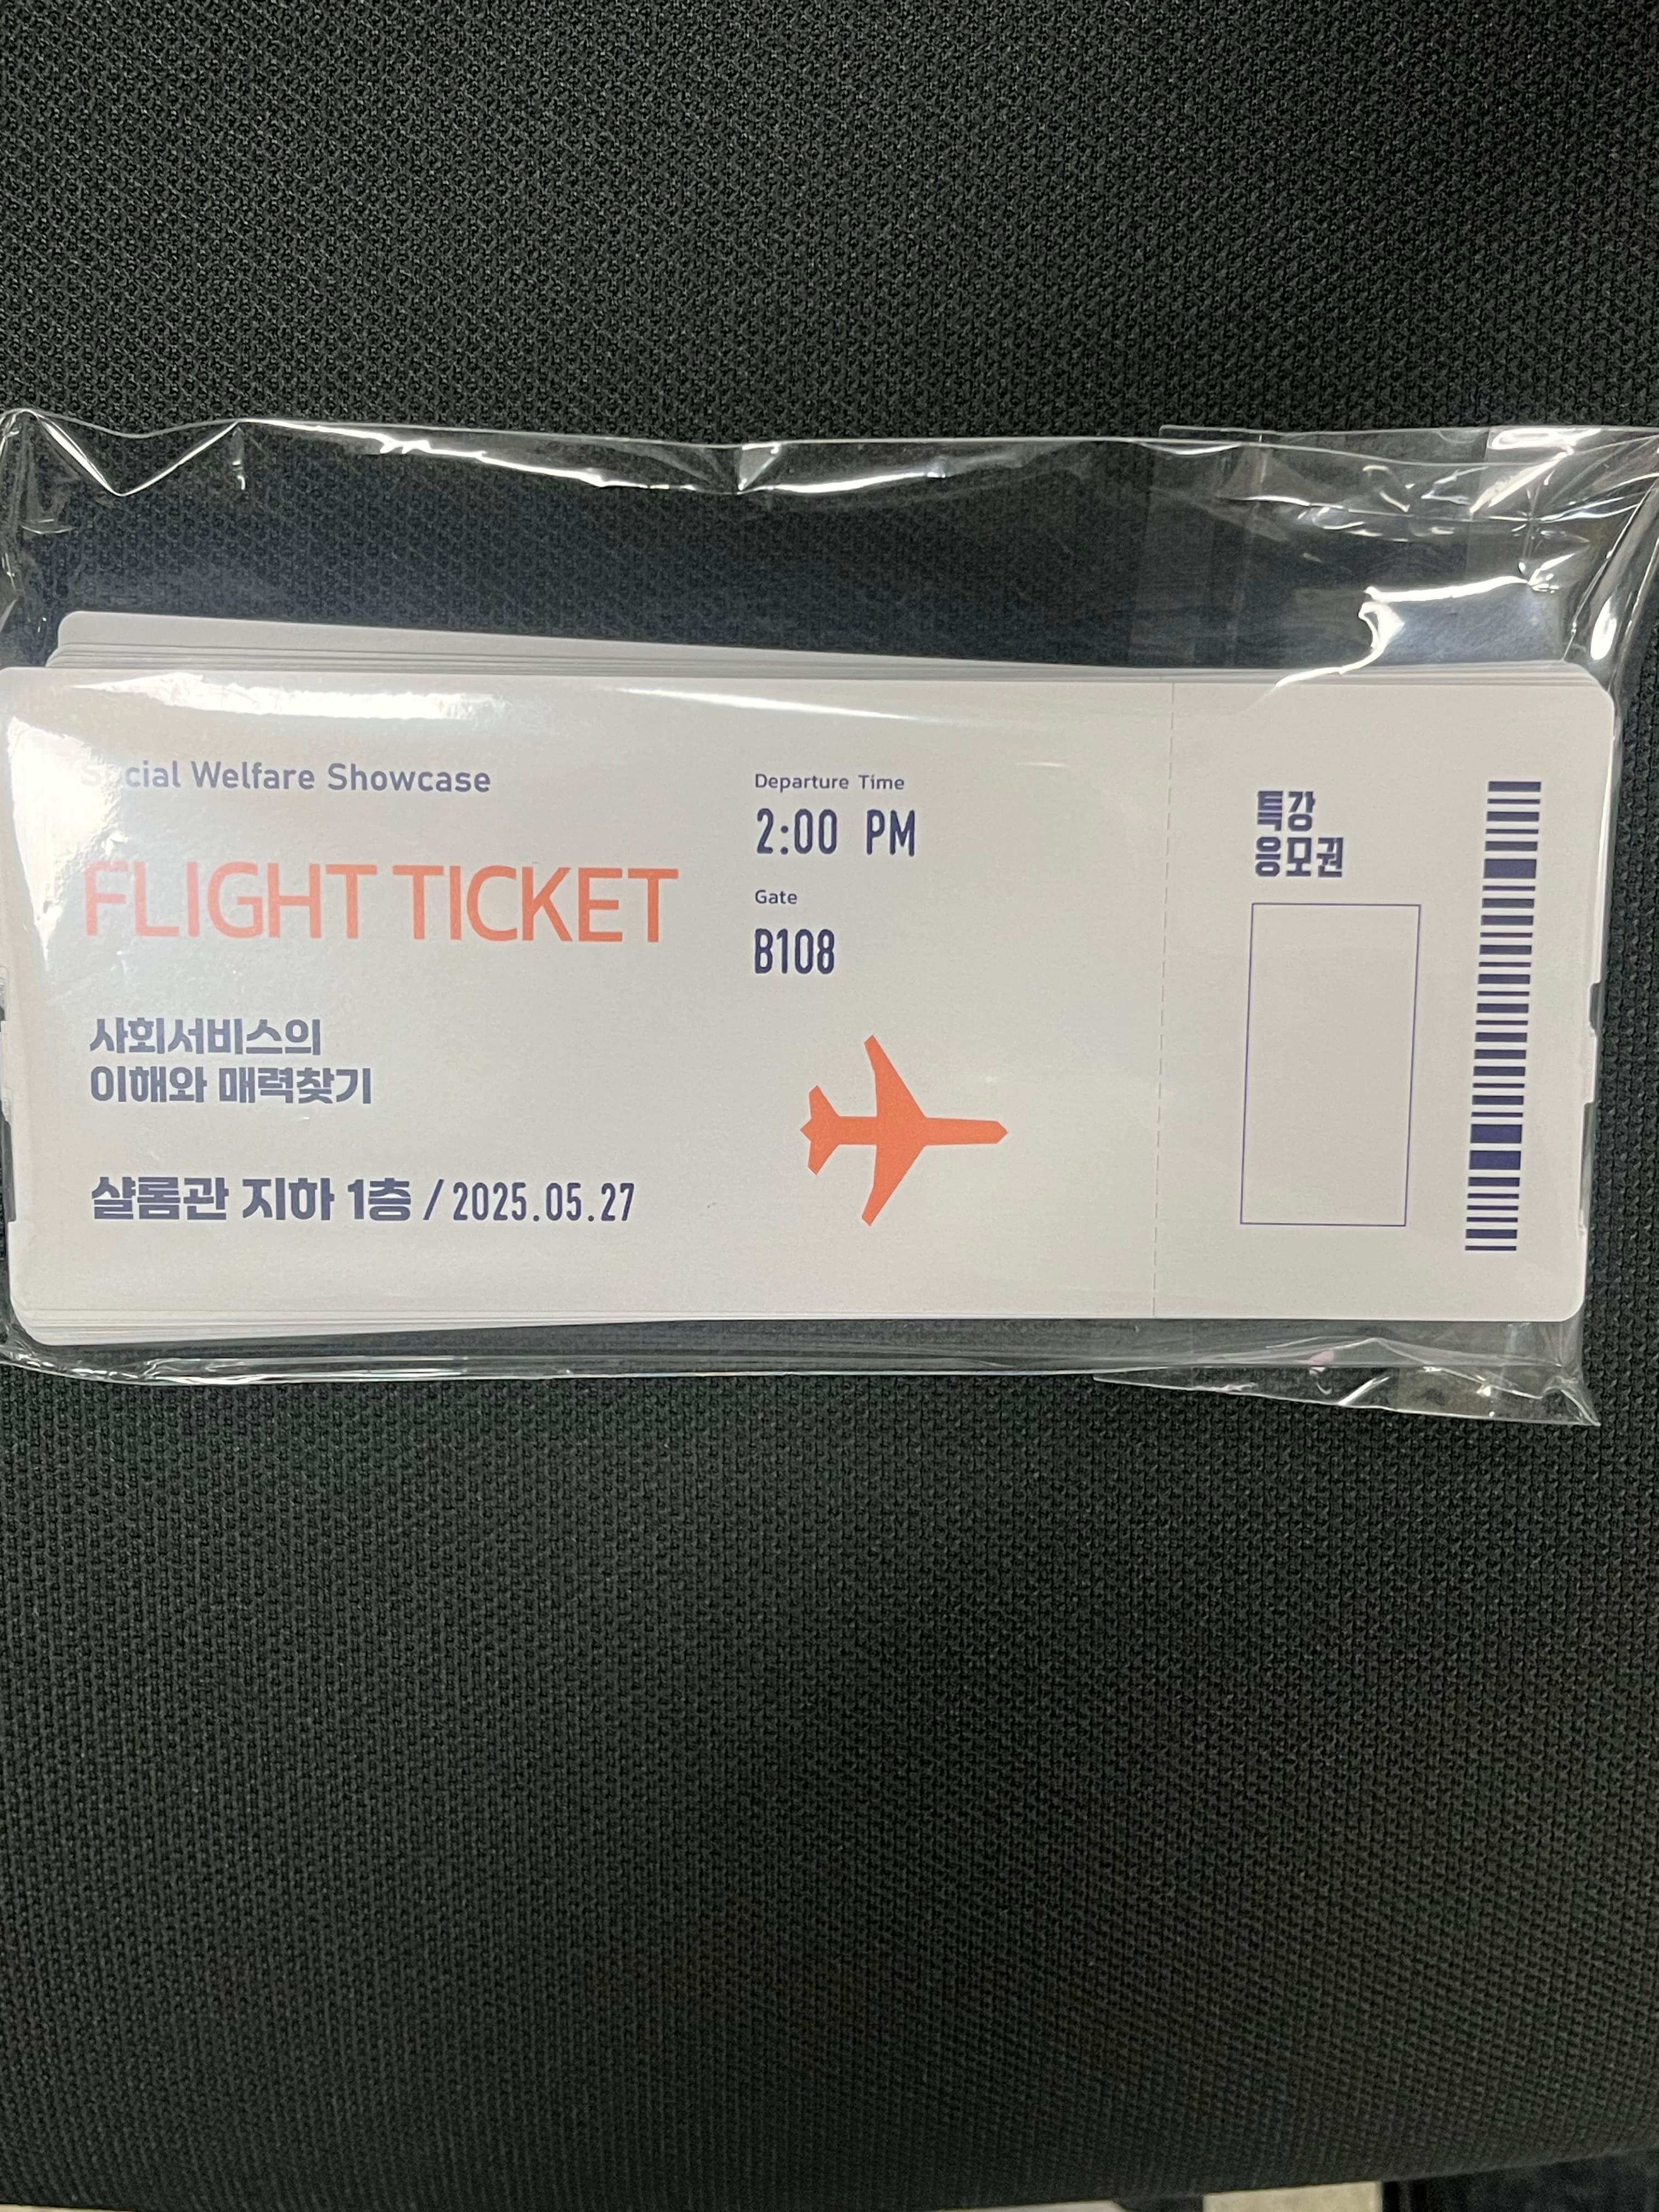 Social Welfare Showcase
FLIGHT TICKET
사회서비스의
이해와 매력찾기
샬롬관 지하 1층 / 2025.05.27
Departure Time
2:00 PM
Gate
B108
특강
응모권